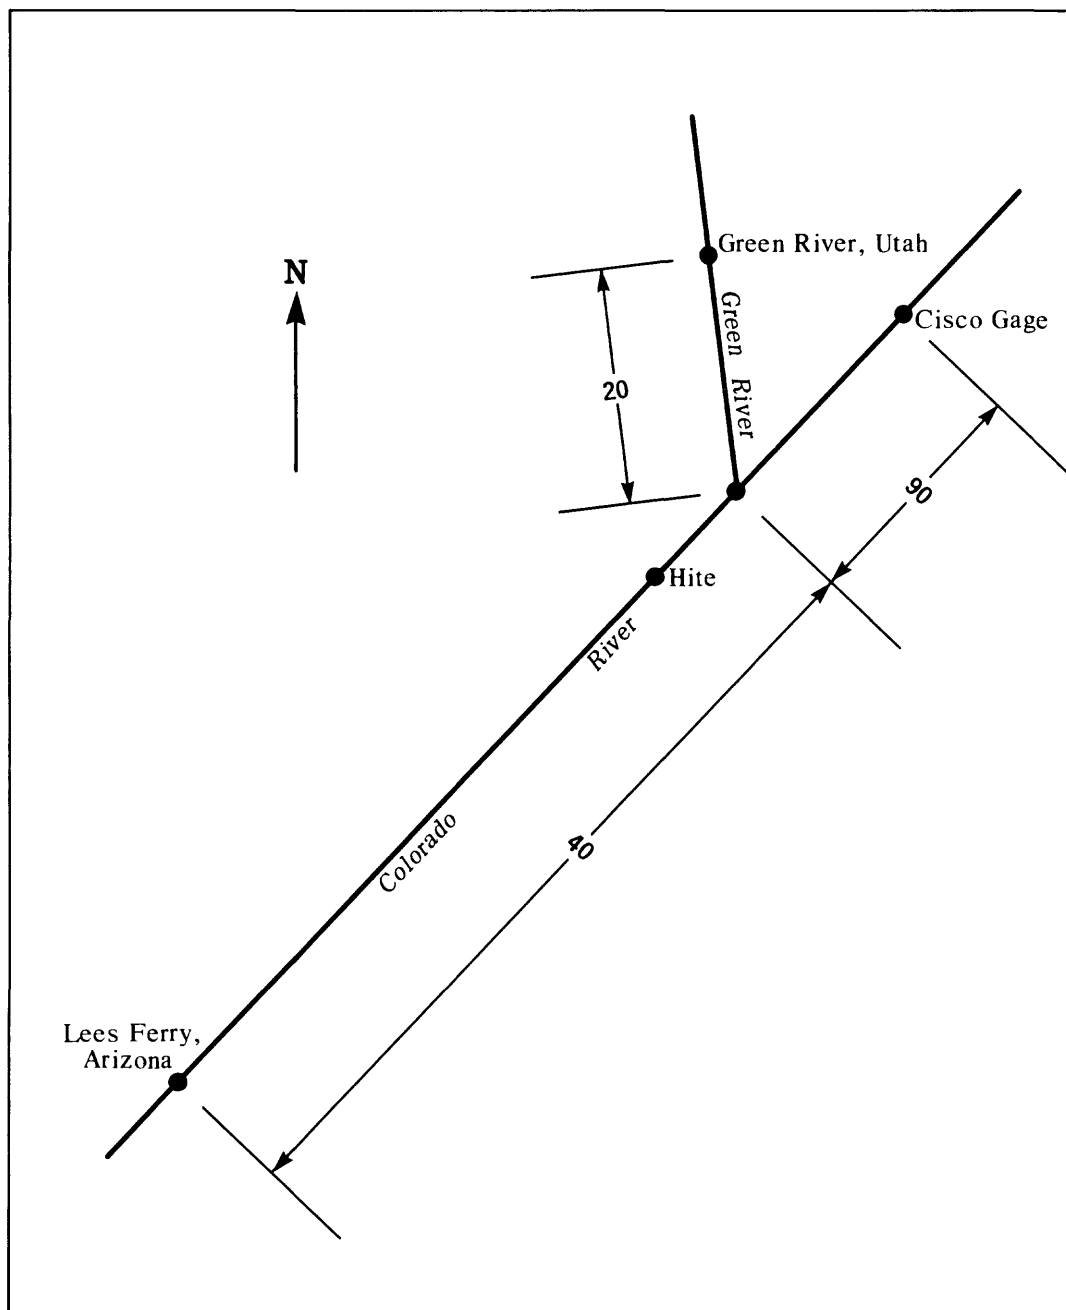 N
Green River, Utah
Green River
Cisco Gage
20
90
Hite
River
40
Colorado
Lees Ferry,
Arizona